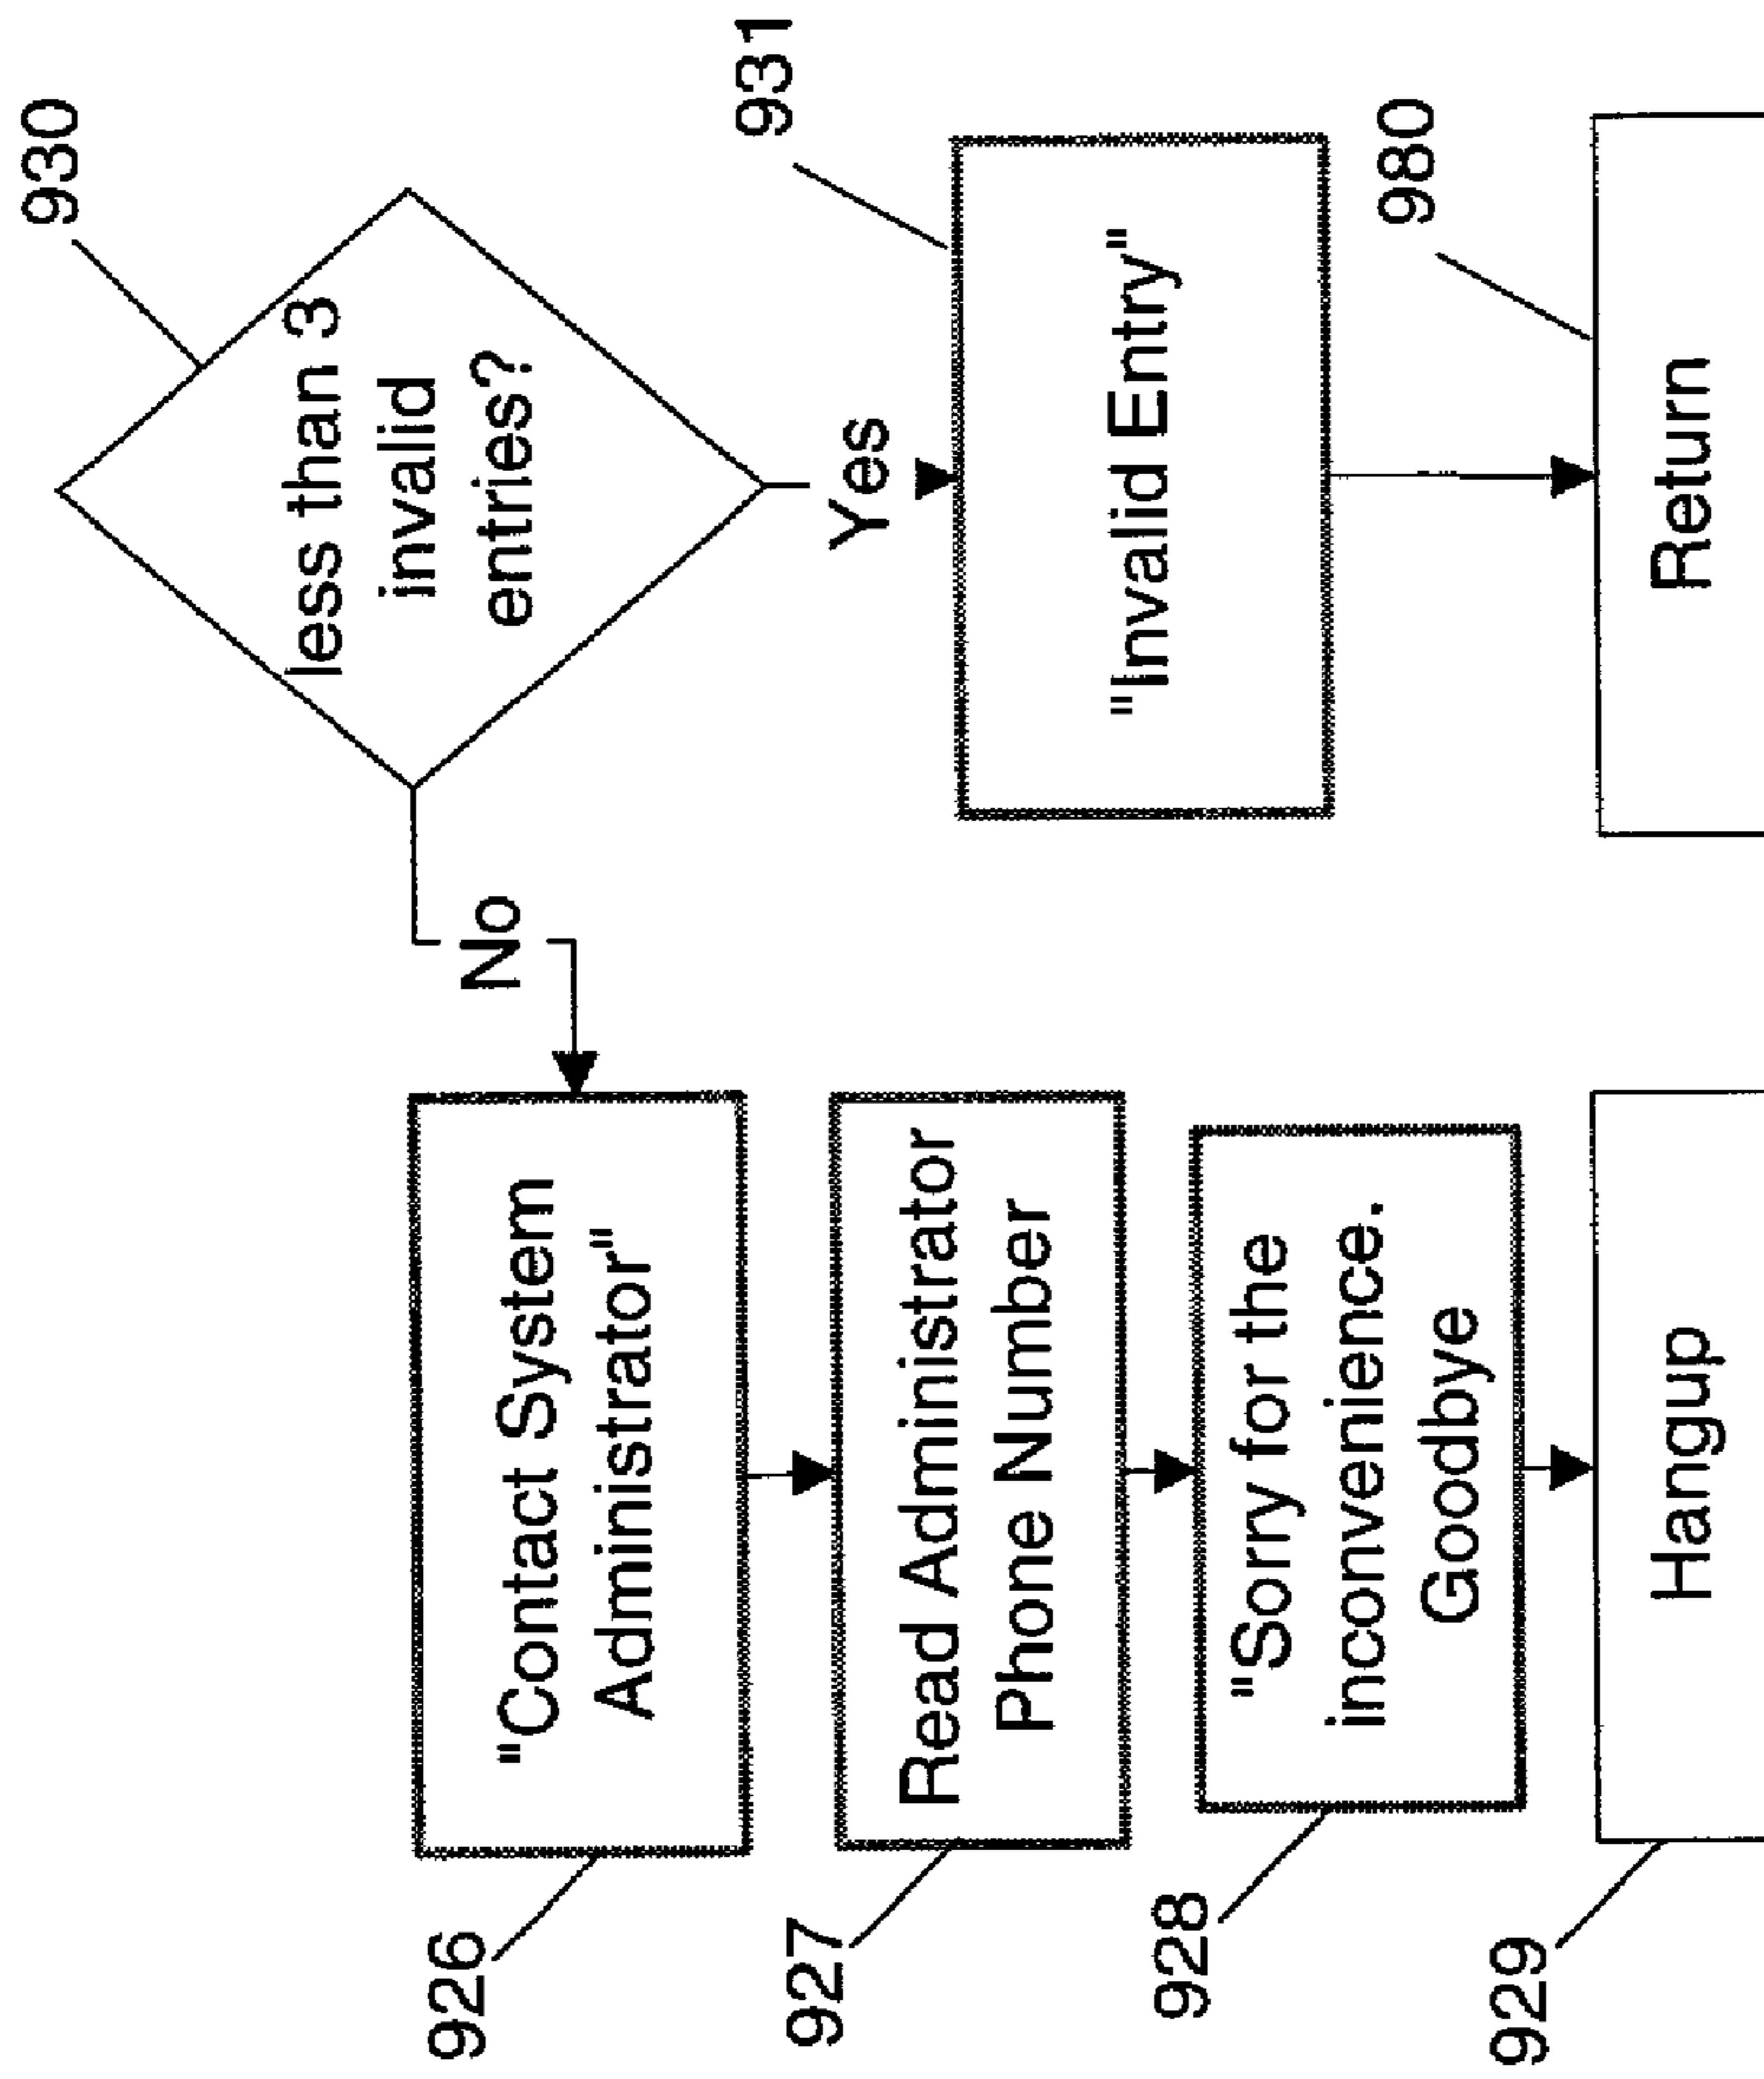 930
less than 3
invalid
entries?
No
Yes
926
"Contact System
Administrator"
931
"Invalid Entry"
927
Read Administrator
Phone Number
928
"Sorry for the
inconvenience.
Goodbye
980
Return
929
Hangup